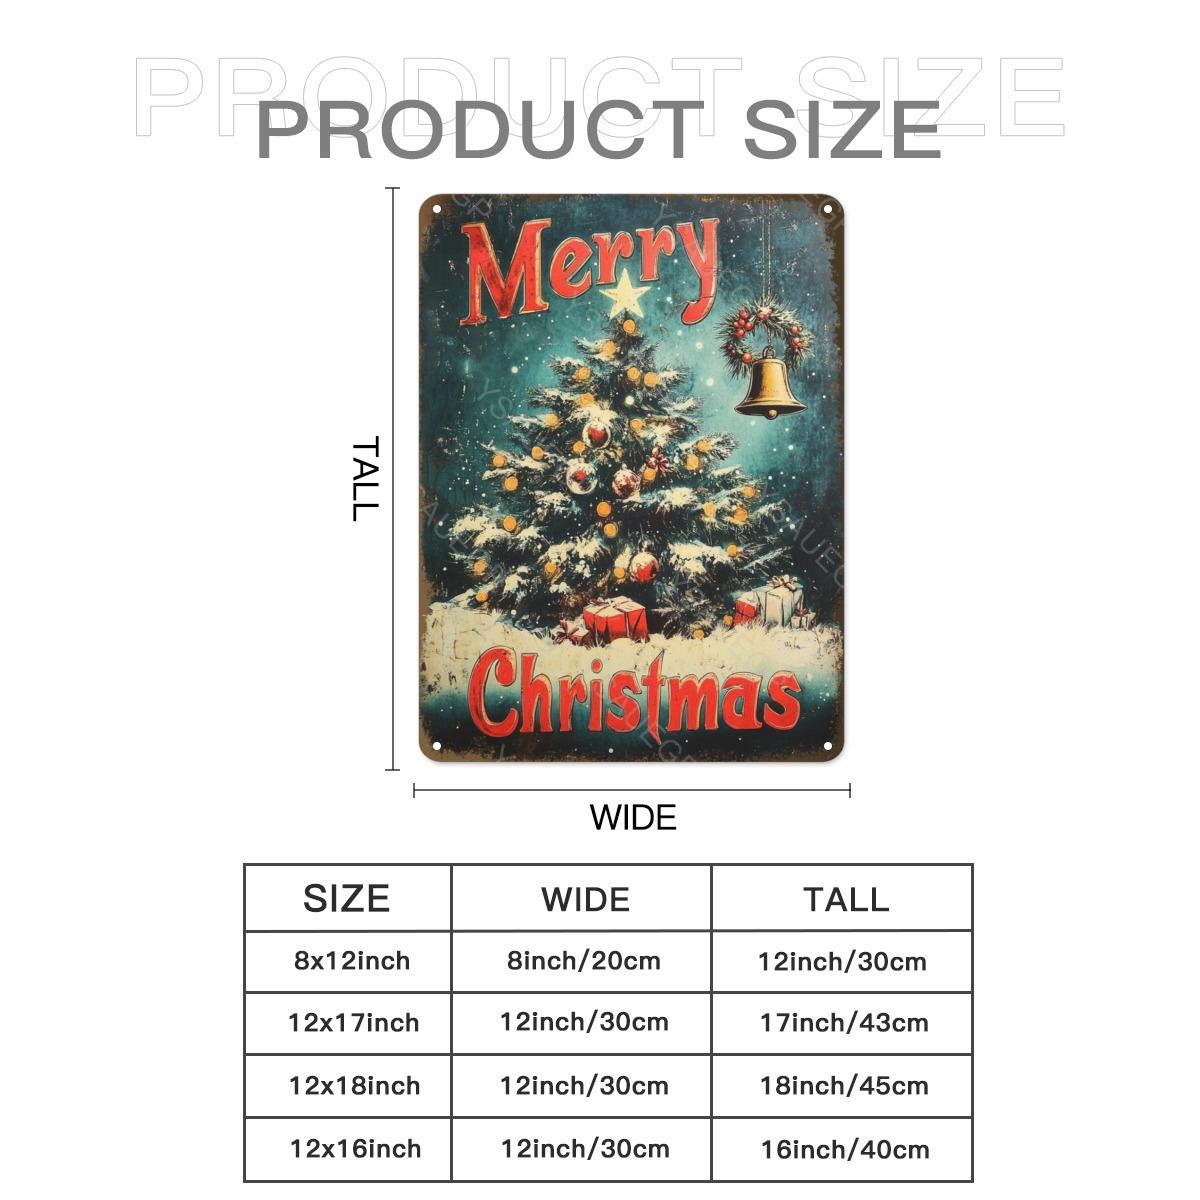 PRODUCT SIZE
PRODUCT SIZE
Merry
Christmas
TALL
WIDE
SIZE WIDE TALL
8x12inch 8inch/20cm 12inch/30cm
12x17inch 12inch/30cm 17inch/43cm
12x18inch 12inch/30cm 18inch/45cm
12x16inch 12inch/30cm 16inch/40cm